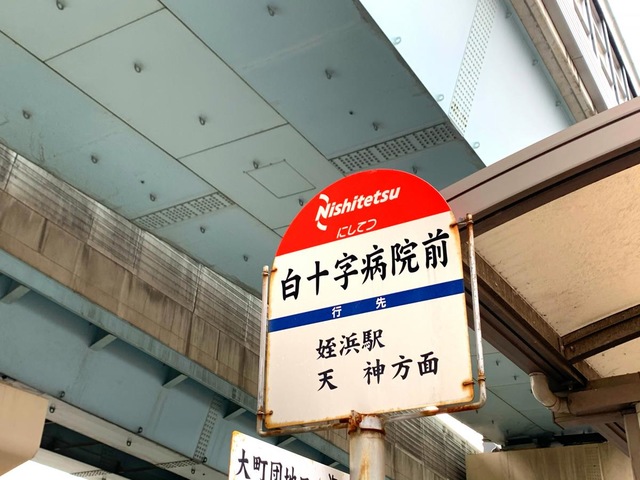 Nishitetsu
にしてつ
白十字病院前
行先
姪浜駅
天 神方面
大町団地